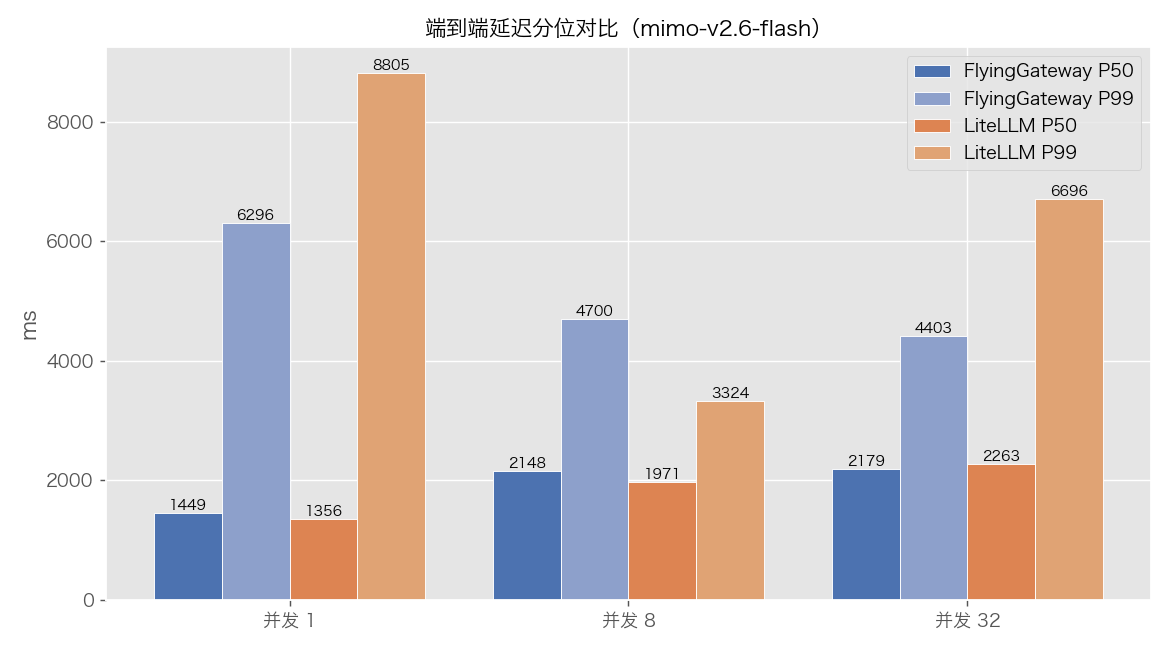 端到端延迟分位对比（mimo-v2.6-flash）
FlyingGateway P50
FlyingGateway P99
LiteLLM P50
LiteLLM P99
ms
8000
6000
4000
2000
0
1449
6296
1356
8805
2148
4700
1971
3324
2179
4403
2263
6696
并发 1
并发 8
并发 32